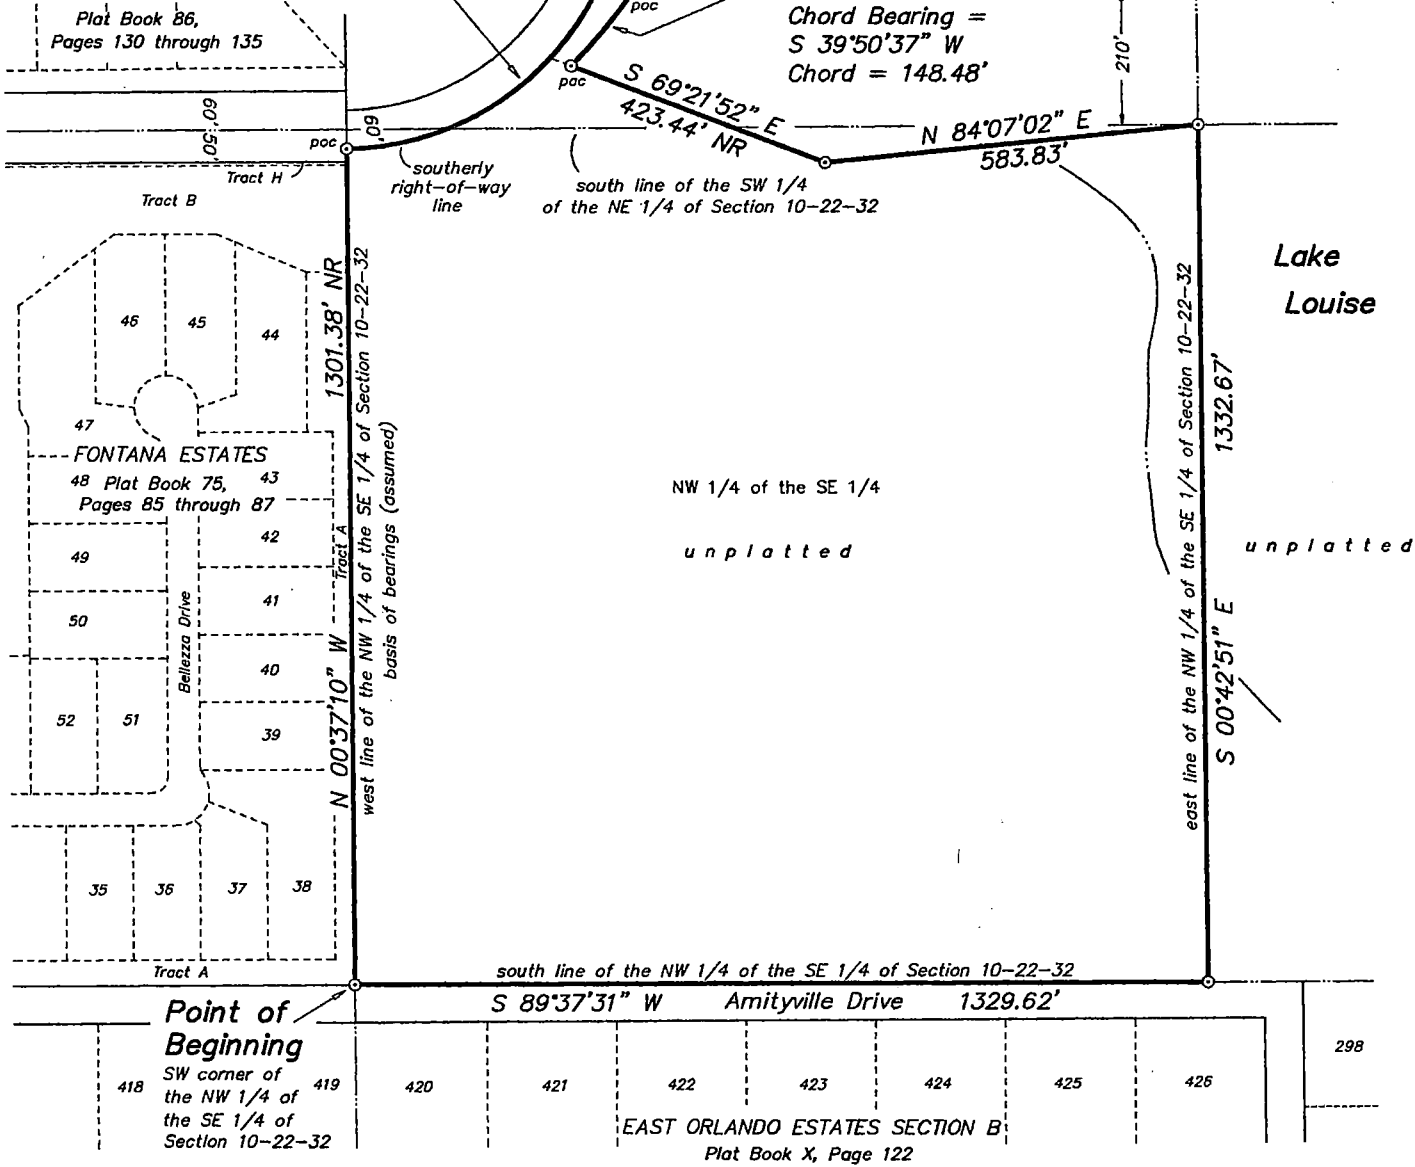 Plat Book 86,
Pages 130 through 135
poc
Chord Bearing =
S 39°50'37" W
Chord = 148.48'
210'
pac
S 69°21'52" E
423.44' NR
N 84°07'02" E
583.83'
60'
50'
60'
poc
Tract H
Tract B
southerly
right-of-way
line
south line of the SW 1/4
of the NE 1/4 of Section 10-22-32
Lake
Louise
46
45
44
47
FONTANA ESTATES
48
Plat Book 75,
Pages 85 through 87
43
42
49
41
50
40
52
51
39
Bellezza Drive
Tract A
N 00°37'10" W
1301.38' NR
west line of the NW 1/4 of the SE 1/4 of Section 10-22-32
basis of bearings (assumed)
NW 1/4 of the SE 1/4
unplatted
east line of the NW 1/4 of the SE 1/4 of Section 10-22-32
S 00°42'51" E
1332.67'
unplatted
35
36
37
38
Tract A
south line of the NW 1/4 of the SE 1/4 of Section 10-22-32
S 89°37'31" W
Amityville Drive
1329.62'
Point of
Beginning
SW corner of
the NW 1/4 of
the SE 1/4 of
Section 10-22-32
418
419
420
421
422
423
424
425
426
298
EAST ORLANDO ESTATES SECTION B
Plat Book X, Page 122